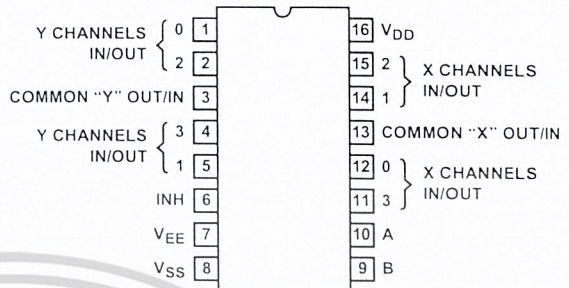 Y CHANNELS
IN/OUT
0 1
2 2
COMMON "Y" OUT/IN 3
Y CHANNELS
IN/OUT
3 4
1 5
INH 6
VEE 7
VSS 8
16 VDD
15 2
14 1
X CHANNELS
IN/OUT
13 COMMON "X" OUT/IN
12 0
11 3
X CHANNELS
IN/OUT
10 A
9 B